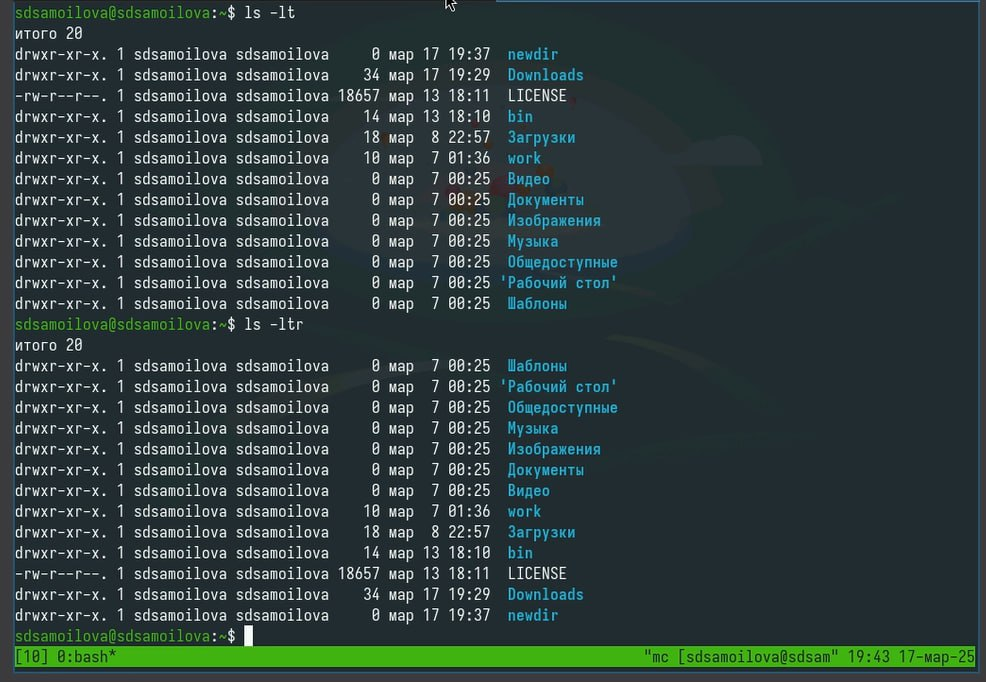 sdsamoilova@sdsamoilova:~$ ls -lt
итого 20
drwxr-xr-x. 1 sdsamoilova sdsamoilova     0 мар 17 19:37  newdir
drwxr-xr-x. 1 sdsamoilova sdsamoilova    34 мар 17 19:29  Downloads
-rw-r--r--. 1 sdsamoilova sdsamoilova 18657 мар 13 18:11  LICENSE
drwxr-xr-x. 1 sdsamoilova sdsamoilova    14 мар 13 18:10  bin
drwxr-xr-x. 1 sdsamoilova sdsamoilova    18 мар  8 22:57  Загрузки
drwxr-xr-x. 1 sdsamoilova sdsamoilova    10 мар  7 01:36  work
drwxr-xr-x. 1 sdsamoilova sdsamoilova     0 мар  7 00:25  Видео
drwxr-xr-x. 1 sdsamoilova sdsamoilova     0 мар  7 00:25  Документы
drwxr-xr-x. 1 sdsamoilova sdsamoilova     0 мар  7 00:25  Изображения
drwxr-xr-x. 1 sdsamoilova sdsamoilova     0 мар  7 00:25  Музыка
drwxr-xr-x. 1 sdsamoilova sdsamoilova     0 мар  7 00:25  Общедоступные
drwxr-xr-x. 1 sdsamoilova sdsamoilova     0 мар  7 00:25 'Рабочий стол'
drwxr-xr-x. 1 sdsamoilova sdsamoilova     0 мар  7 00:25  Шаблоны
sdsamoilova@sdsamoilova:~$ ls -ltr
итого 20
drwxr-xr-x. 1 sdsamoilova sdsamoilova     0 мар  7 00:25  Шаблоны
drwxr-xr-x. 1 sdsamoilova sdsamoilova     0 мар  7 00:25 'Рабочий стол'
drwxr-xr-x. 1 sdsamoilova sdsamoilova     0 мар  7 00:25  Общедоступные
drwxr-xr-x. 1 sdsamoilova sdsamoilova     0 мар  7 00:25  Музыка
drwxr-xr-x. 1 sdsamoilova sdsamoilova     0 мар  7 00:25  Изображения
drwxr-xr-x. 1 sdsamoilova sdsamoilova     0 мар  7 00:25  Документы
drwxr-xr-x. 1 sdsamoilova sdsamoilova     0 мар  7 00:25  Видео
drwxr-xr-x. 1 sdsamoilova sdsamoilova    10 мар  7 01:36  work
drwxr-xr-x. 1 sdsamoilova sdsamoilova    18 мар  8 22:57  Загрузки
drwxr-xr-x. 1 sdsamoilova sdsamoilova    14 мар 13 18:10  bin
-rw-r--r--. 1 sdsamoilova sdsamoilova 18657 мар 13 18:11  LICENSE
drwxr-xr-x. 1 sdsamoilova sdsamoilova    34 мар 17 19:29  Downloads
drwxr-xr-x. 1 sdsamoilova sdsamoilova     0 мар 17 19:37  newdir
sdsamoilova@sdsamoilova:~$
[10] 0:bash* "mc [sdsamoilova@sdsam" 19:43 17-мар-25